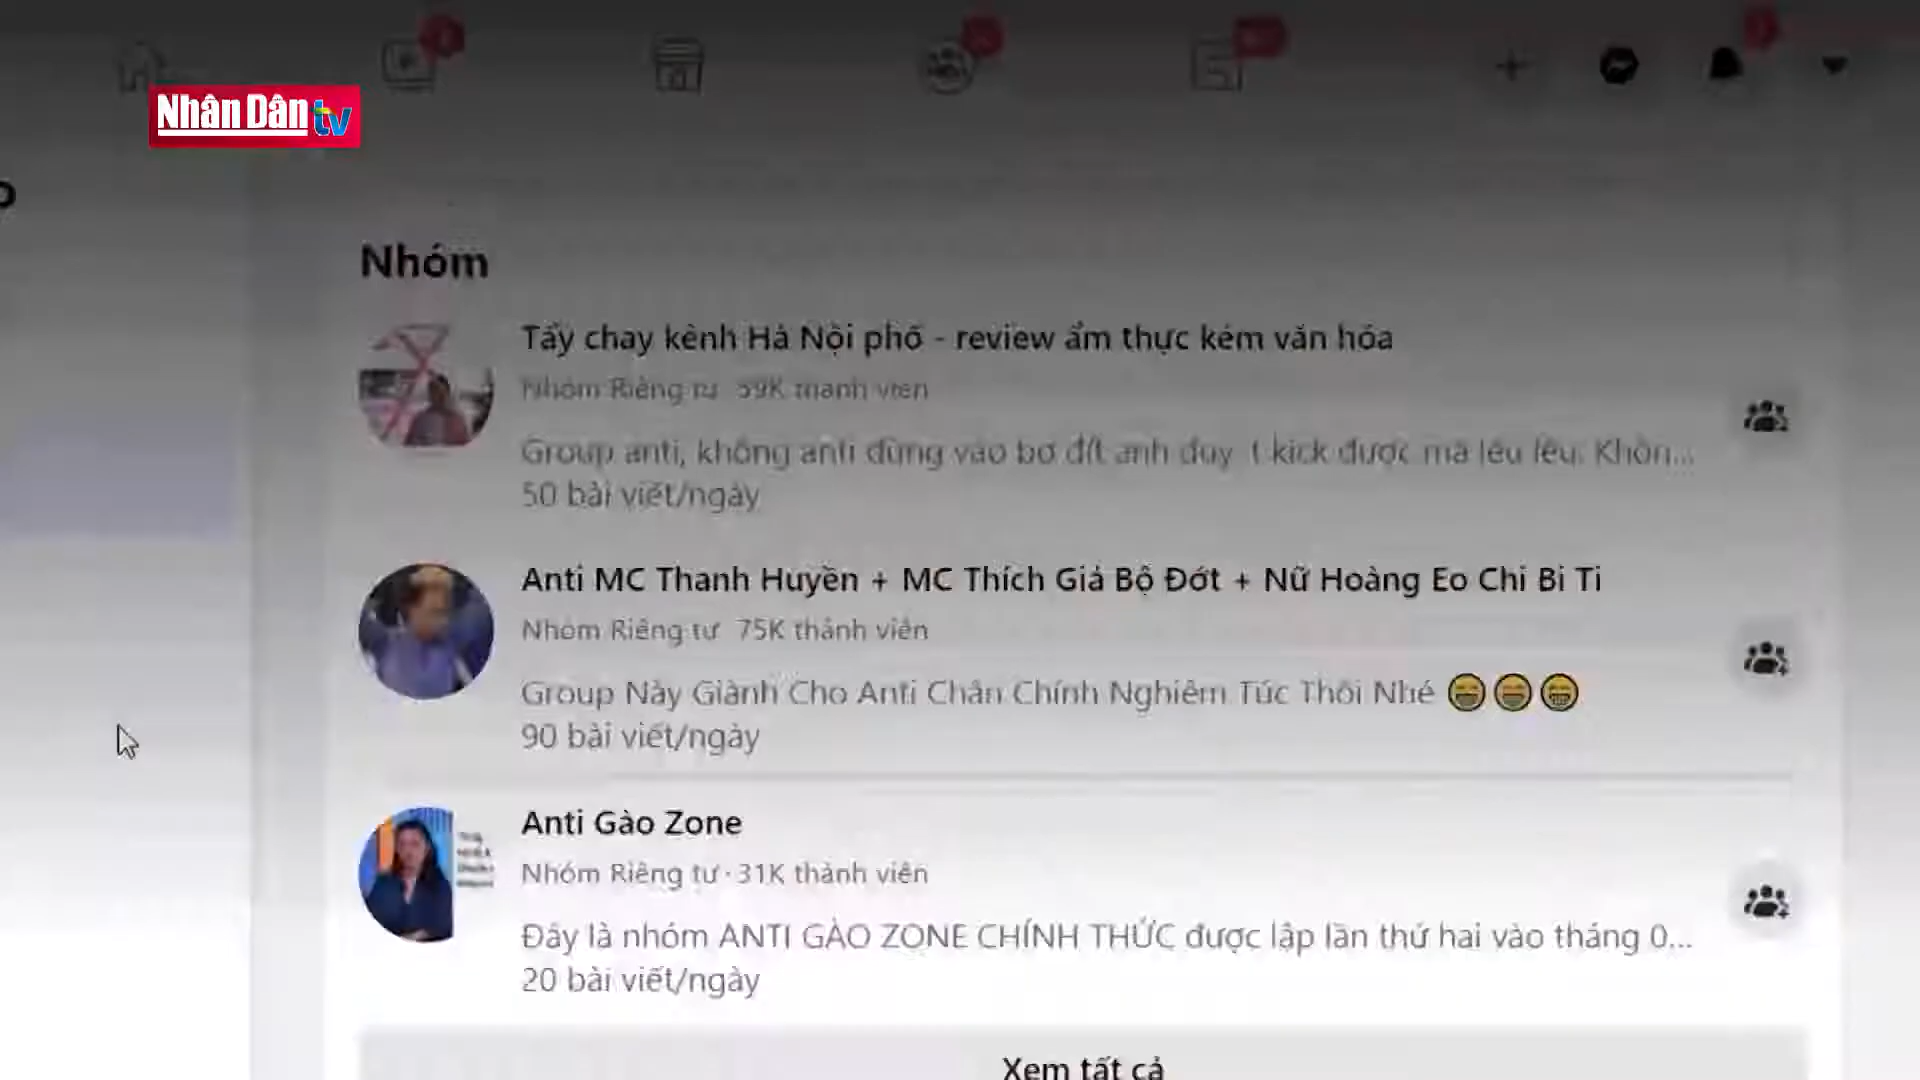 Nhân Dân tv
Nhóm
Tẩy chay kênh Hà Nội phố - review ẩm thực kém văn hóa
Nhóm Riêng tư · 59K thành viên
Group anti, không anti đừng vào bợ đít anh duy t kick được mà lêu lêu. Khôn...
50 bài viết/ngày
Anti MC Thanh Huyền + MC Thích Giả Bộ Đớt + Nữ Hoàng Eo Chi Bi Ti
Nhóm Riêng tư · 75K thành viên
Group Này Giành Cho Anti Chân Chính Nghiêm Túc Thôi Nhé 😁😁😁
90 bài viết/ngày
Anti Gào Zone
Nhóm Riêng tư · 31K thành viên
Đây là nhóm ANTI GÀO ZONE CHÍNH THỨC được lập lần thứ hai vào tháng 0...
20 bài viết/ngày
Xem tất cả